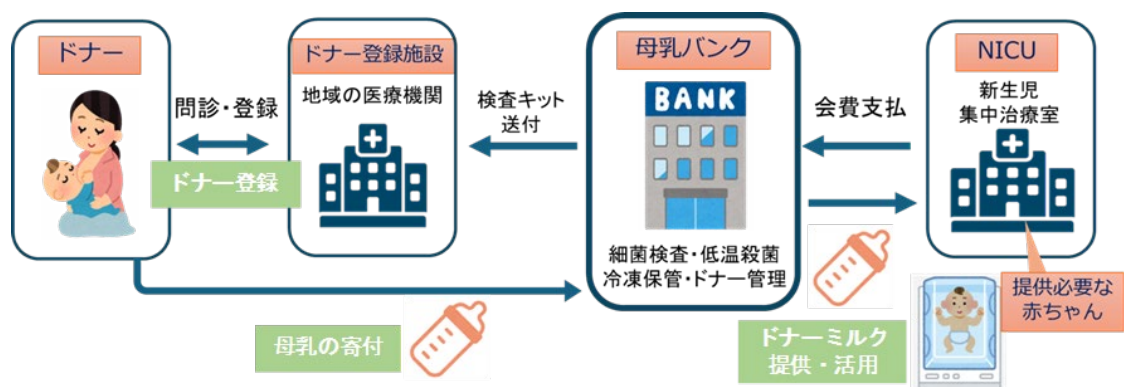 ドナー
問診・登録
ドナー登録
ドナー登録施設
地域の医療機関
検査キット
送付
母乳バンク
BANK
細菌検査・低温殺菌
冷凍保管・ドナー管理
会費支払
NICU
新生児
集中治療室
提供必要な
赤ちゃん
母乳の寄付
ドナーミルク
提供・活用